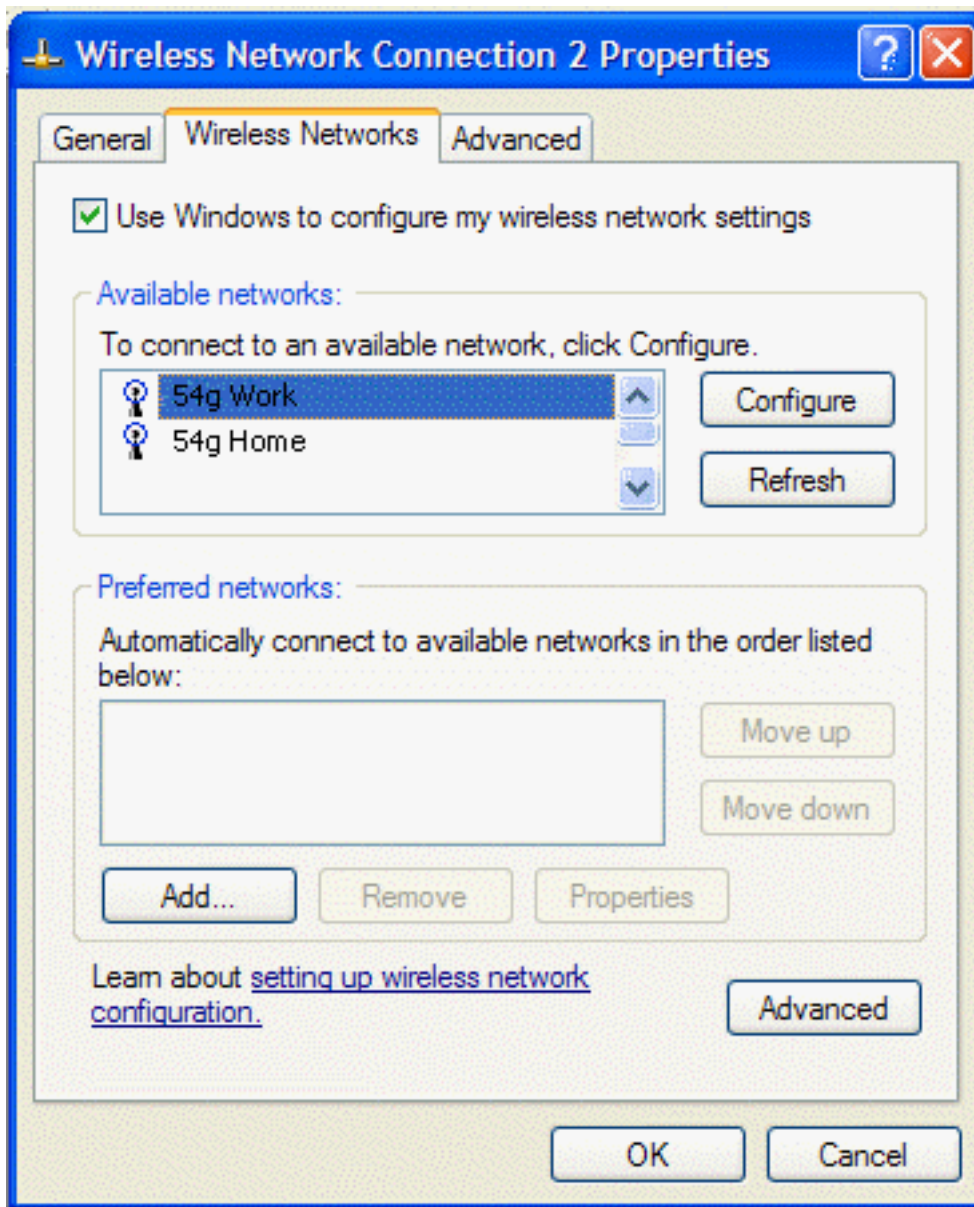 Wireless Network Connection 2 Properties
General Wireless Networks Advanced
Use Windows to configure my wireless network settings
Available networks:
To connect to an available network, click Configure.
54g Work
54g Home
Configure
Refresh
Preferred networks:
Automatically connect to available networks in the order listed
below:
Move up
Move down
Add... Remove Properties
Learn about setting up wireless network
configuration.
Advanced
OK Cancel